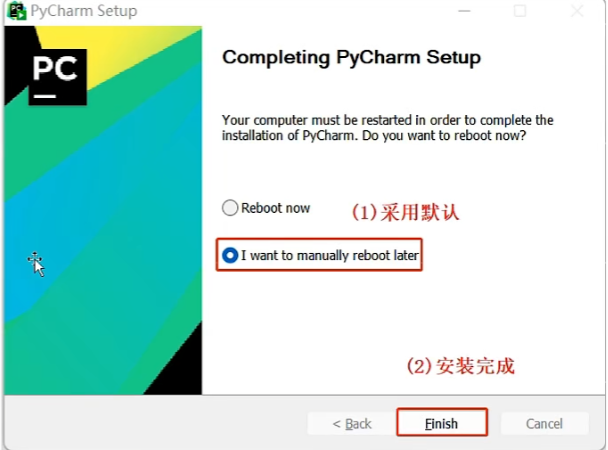 PyCharm Setup
PC
Completing PyCharm Setup
Your computer must be restarted in order to complete the
installation of PyCharm. Do you want to reboot now?
Reboot now
(1)采用默认
I want to manually reboot later
(2)安装完成
< Back
Finish
Cancel